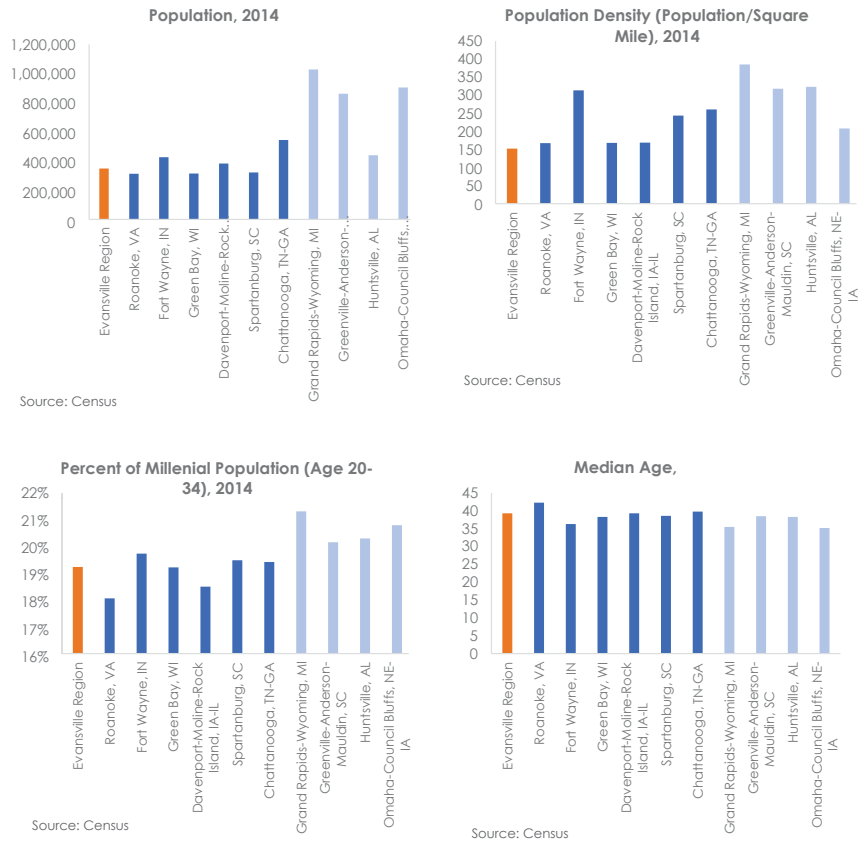 Population, 2014
1,200,000
1,000,000
800,000
600,000
400,000
200,000
0
Evansville Region
Roanoke, VA
Fort Wayne, IN
Green Bay, WI
Davenport-Moline-Rock…
Spartanburg, SC
Chattanooga, TN-GA
Grand Rapids-Wyoming, MI
Greenville-Anderson-…
Huntsville, AL
Omaha-Council Bluffs,…
Source: Census
Population Density (Population/Square
Mile), 2014
450
400
350
300
250
200
150
100
50
0
Evansville Region
Roanoke, VA
Fort Wayne, IN
Green Bay, WI
Davenport-Moline-Rock
Island, IA-IL
Spartanburg, SC
Chattanooga, TN-GA
Grand Rapids-Wyoming, MI
Greenville-Anderson-
Mauldin, SC
Huntsville, AL
Omaha-Council Bluffs, NE-
IA
Source: Census
Percent of Millenial Population (Age 20-
34), 2014
22%
21%
20%
19%
18%
17%
16%
Evansville Region
Roanoke, VA
Fort Wayne, IN
Green Bay, WI
Davenport-Moline-Rock
Island, IA-IL
Spartanburg, SC
Chattanooga, TN-GA
Grand Rapids-Wyoming, MI
Greenville-Anderson-
Mauldin, SC
Huntsville, AL
Omaha-Council Bluffs, NE-
IA
Source: Census
Median Age,
45
40
35
30
25
20
15
10
5
0
Evansville Region
Roanoke, VA
Fort Wayne, IN
Green Bay, WI
Davenport-Moline-Rock
Island, IA-IL
Spartanburg, SC
Chattanooga, TN-GA
Grand Rapids-Wyoming, MI
Greenville-Anderson-
Mauldin, SC
Huntsville, AL
Omaha-Council Bluffs, NE-
IA
Source: Census